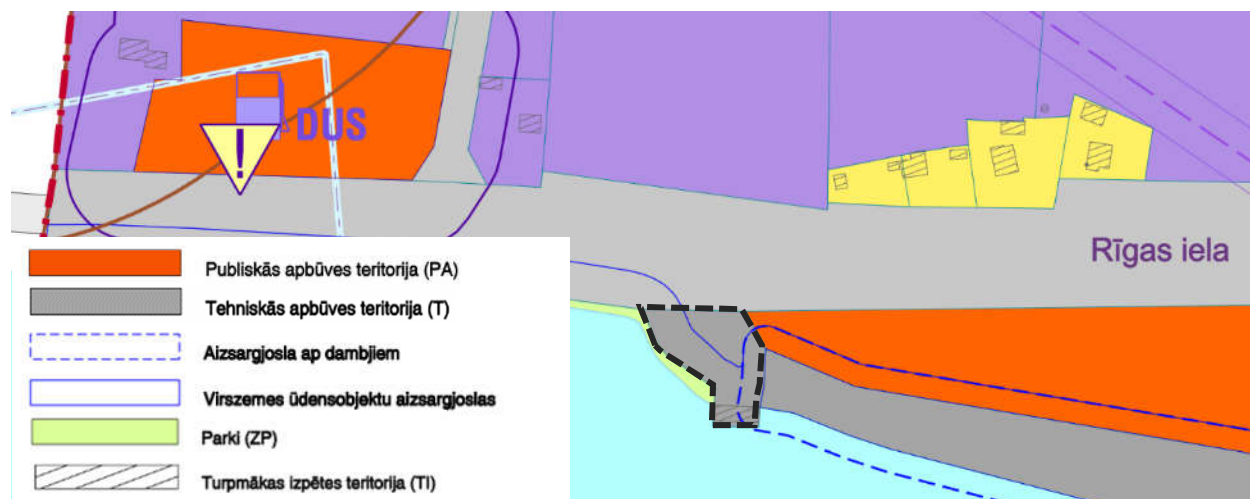 ! DUS
Rīgas iela
Publiskās apbūves teritorija (PA)
Tehniskās apbūves teritorija (T)
Aizsargjosla ap dambjiem
Virszemes ūdensobjektu aizsargjoslas
Parki (ZP)
Turpmākas izpētes teritorija (TI)